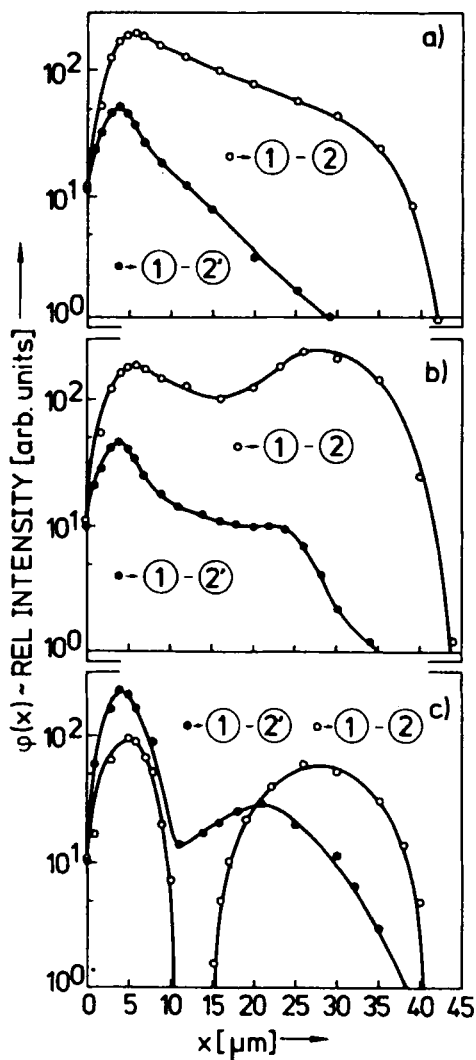 φ(x) ~ REL INTENSITY [arb. units] →
a)
10²
10¹
10⁰
①-②
①-②'
b)
10²
10¹
10⁰
①-②
①-②'
c)
10²
10¹
10⁰
①-②' ①-②
0 5 10 15 20 25 30 35 40 45
x [μm] →